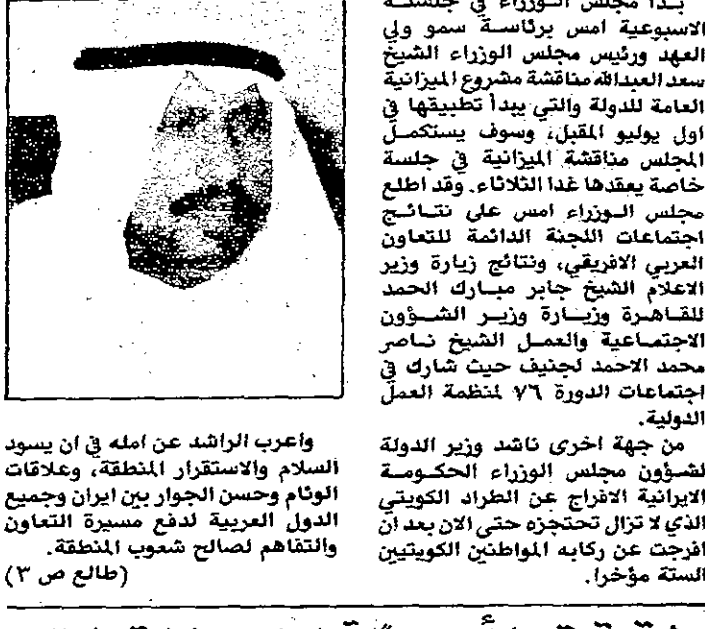 بدأ مجلس الوزراء في جلسته
الاسبوعية امس برئاسة سمو ولي
العهد ورئيس مجلس الوزراء الشيخ
سعد العبدالله مناقشة مشروع الميزانية
العامة للدولة والتي يبدأ تطبيقها في
اول يوليو المقبل، وسوف يستكمل
المجلس مناقشة الميزانية في جلسة
خاصة يعقدها غدا الثلاثاء. وقد اطلع
مجلس الوزراء امس على نتائج
اجتماعات اللجنة الدائمة للتعاون
العربي الافريقي، ونتائج زيارة وزير
الاعلام الشيخ جابر مبارك الحمد
للقاهرة وزيارة وزير الشؤون
الاجتماعية والعمل الشيخ ناصر
محمد الاحمد لجنيف حيث شارك في
اجتماعات الدورة ٧٦ لمنظمة العمل
الدولية.
من جهة اخرى ناشد وزير الدولة
لشؤون مجلس الوزراء الحكومة
الايرانية الافراج عن الطراد الكويتي
الذي لا تزال تحتجزه حتى الان بعد ان
افرجت عن ركابه المواطنين الكويتيين
الستة مؤخرا.
واعرب الراشد عن امله في ان يسود
السلام والاستقرار المنطقة، وعلاقات
الوئام وحسن الجوار بين ايران وجميع
الدول العربية لدفع مسيرة التعاون
والتفاهم لصالح شعوب المنطقة.
(طالع ص ٣)